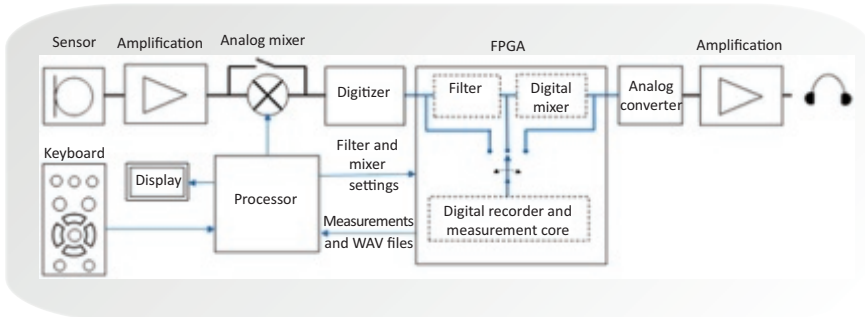 Sensor
Amplification
Analog mixer
FPGA
Amplification
Digitizer
Filter
Digital
mixer
Analog
converter
Keyboard
Display
Processor
Filter and
mixer
settings
Measurements
and WAV files
Digital recorder and
measurement core